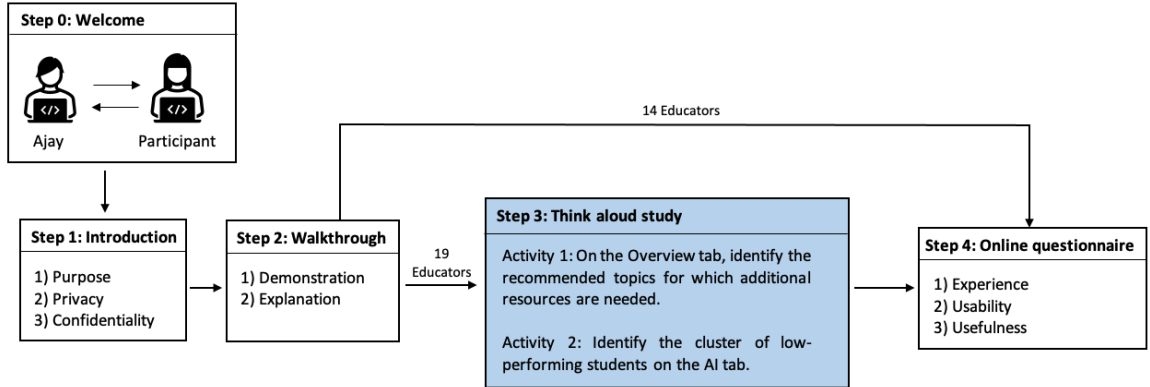 Step 0: Welcome
</>
</>
Ajay
Participant
14 Educators
Step 1: Introduction
1) Purpose
2) Privacy
3) Confidentiality
Step 2: Walkthrough
1) Demonstration
2) Explanation
19
Educators
Step 3: Think aloud study
Activity 1: On the Overview tab, identify the
recommended topics for which additional
resources are needed.
Activity 2: Identify the cluster of low-
performing students on the AI tab.
Step 4: Online questionnaire
1) Experience
2) Usability
3) Usefulness